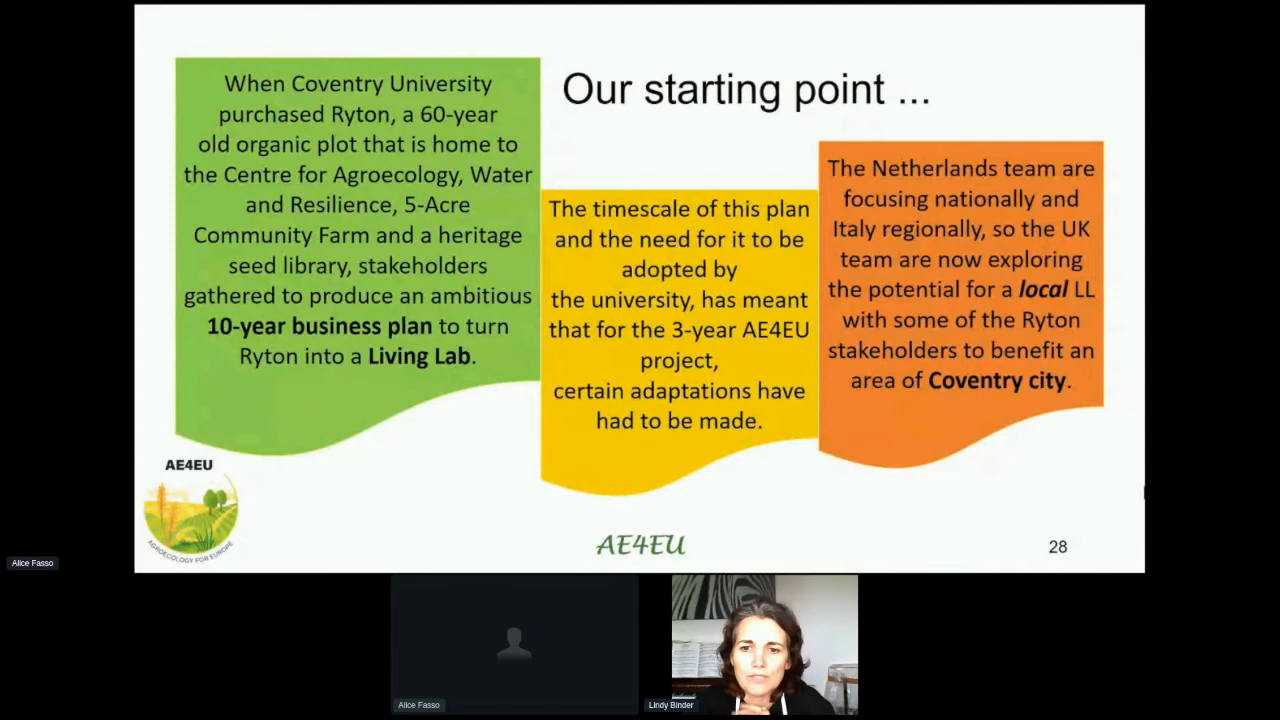 Our starting point ...
When Coventry University
purchased Ryton, a 60-year
old organic plot that is home to
the Centre for Agroecology, Water
and Resilience, 5-Acre
Community Farm and a heritage
seed library, stakeholders
gathered to produce an ambitious
10-year business plan to turn
Ryton into a Living Lab.
The timescale of this plan
and the need for it to be
adopted by
the university, has meant
that for the 3-year AE4EU
project,
certain adaptations have
had to be made.
The Netherlands team are
focusing nationally and
Italy regionally, so the UK
team are now exploring
the potential for a local LL
with some of the Ryton
stakeholders to benefit an
area of Coventry city.
AE4EU
AGROECOLOGY FOR EUROPE
AE4EU
28
Alice Fasso
Alice Fasso
Lindy Binder